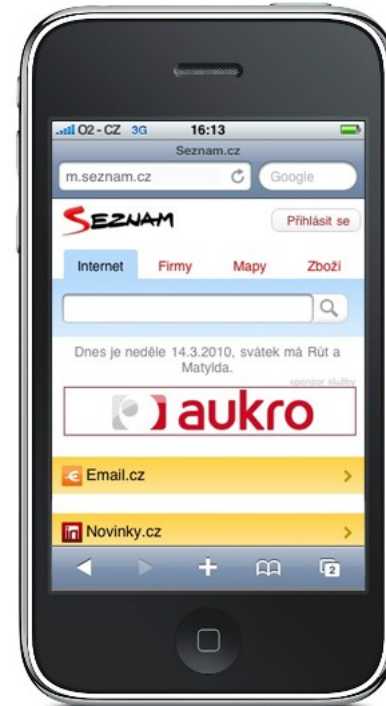 O2 - CZ 3G 16:13
Seznam.cz
m.seznam.cz Google
SEZNAM Přihlásit se
Internet Firmy Mapy Zboží
Dnes je neděle 14.3.2010, svátek má Rút a
Matylda.
sponzor služby
aukro
Email.cz
Novinky.cz
2